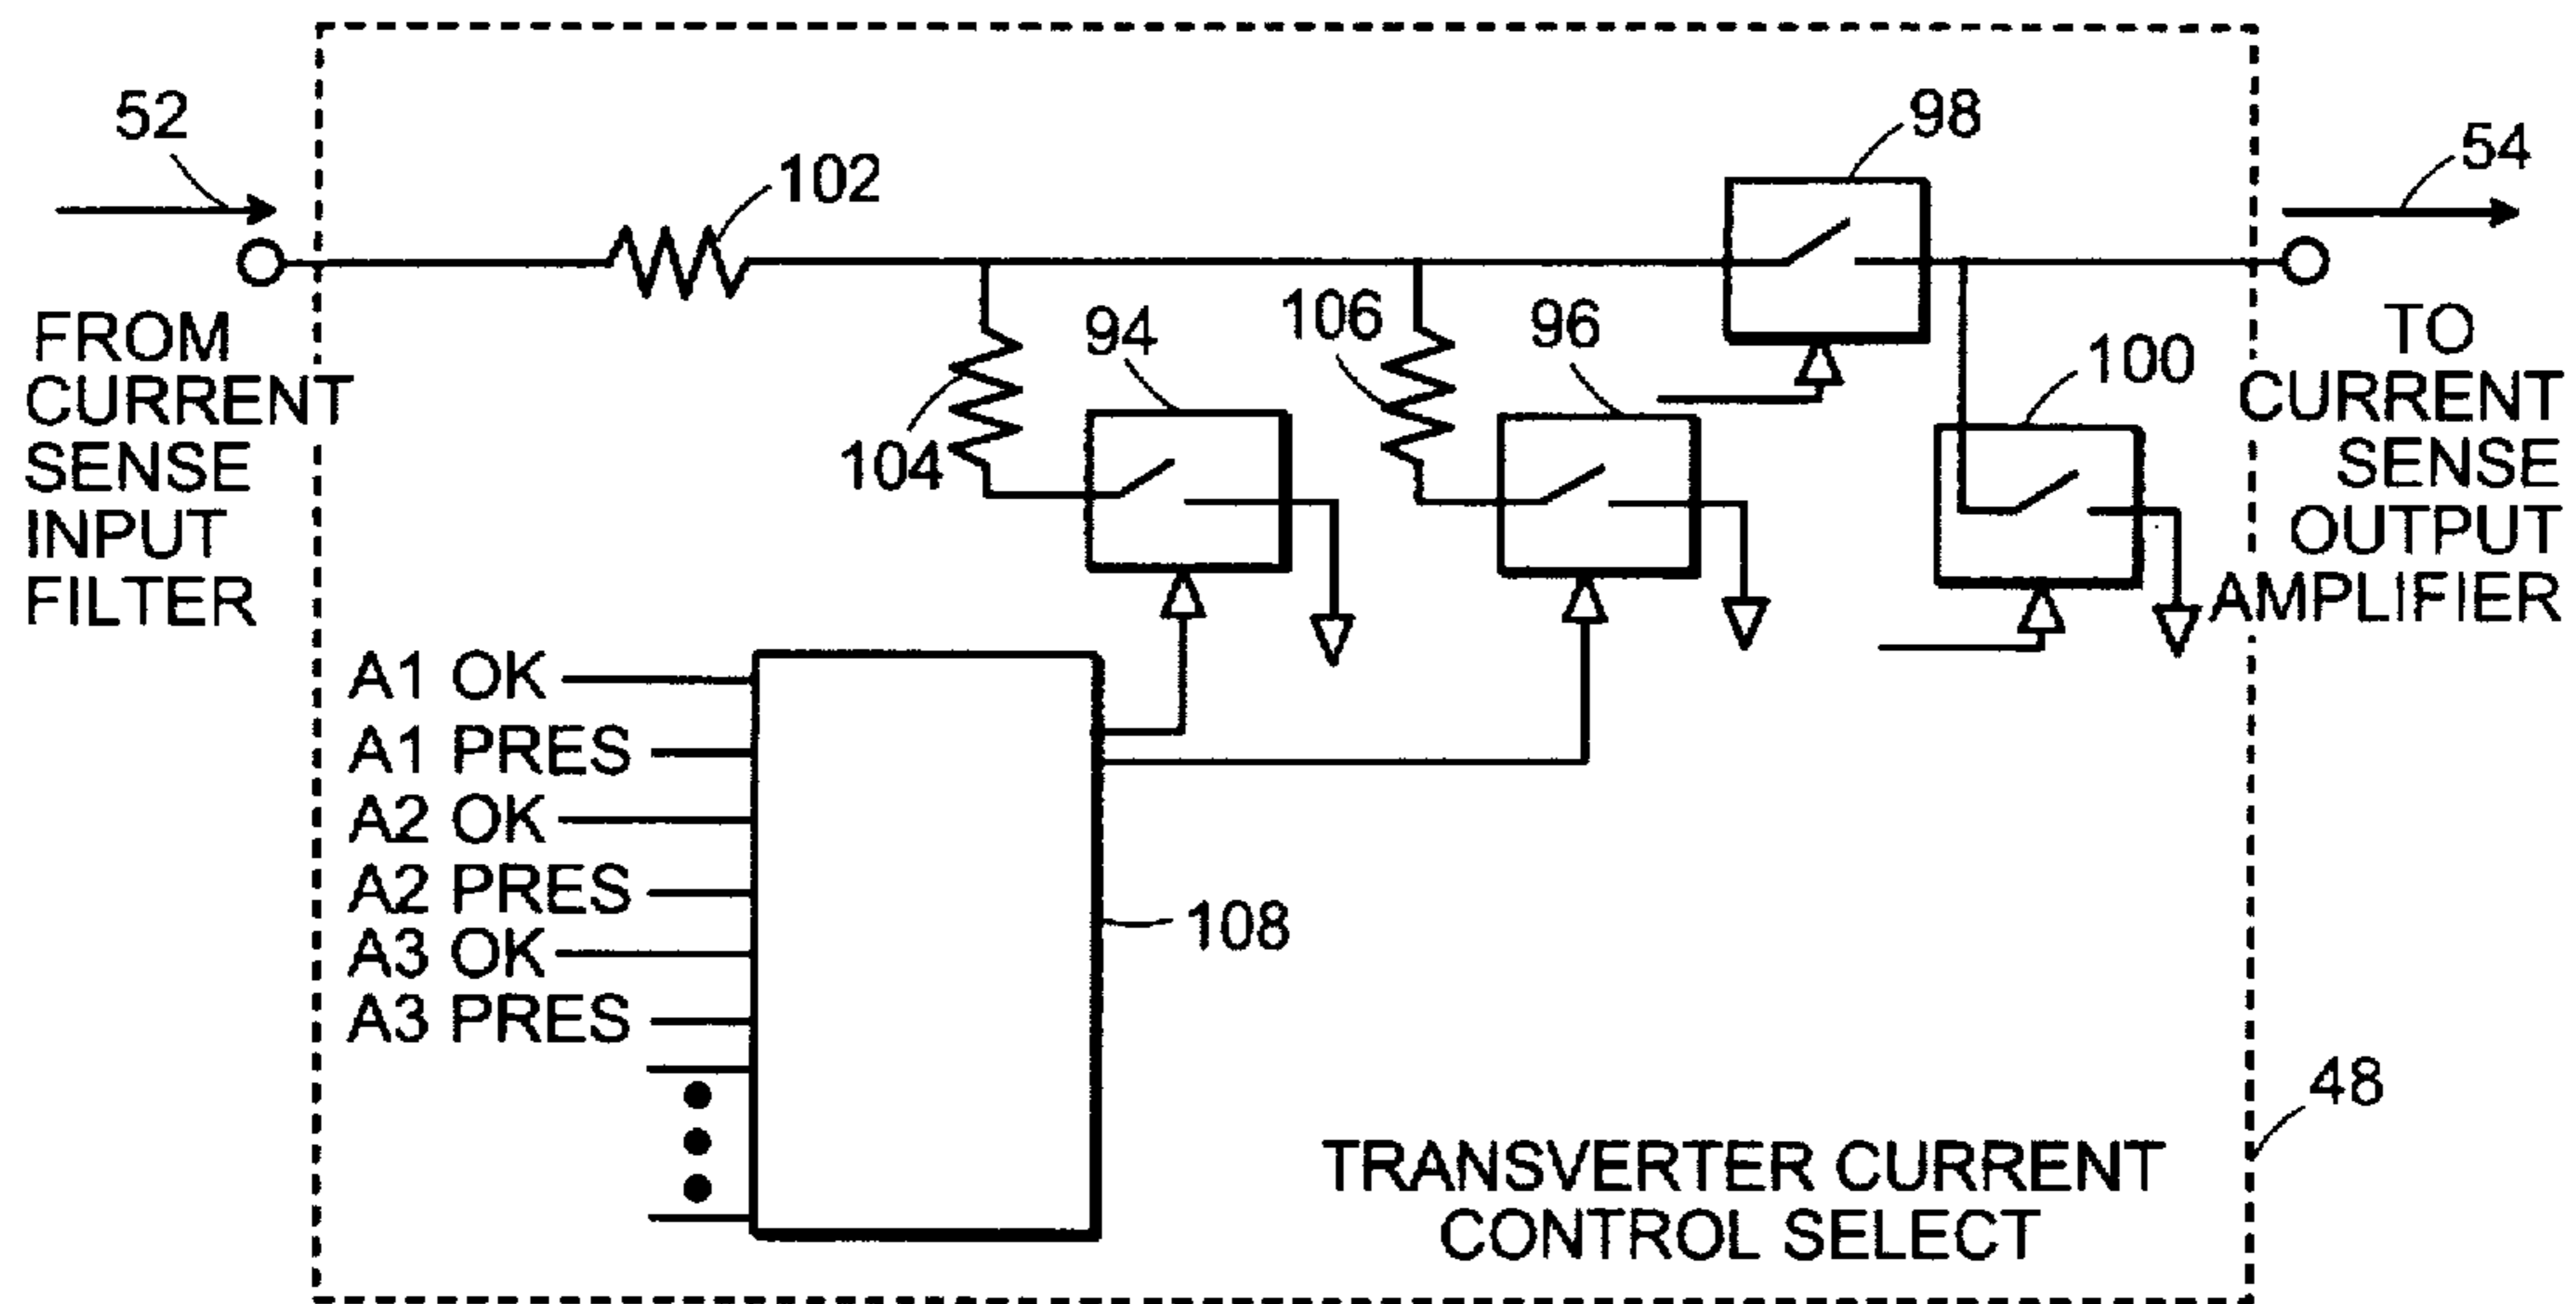 52
102
98
54
FROM
CURRENT
SENSE
INPUT
FILTER
104
94
106
96
100
TO
CURRENT
SENSE
OUTPUT
AMPLIFIER
A1 OK
A1 PRES
A2 OK
A2 PRES
A3 OK
A3 PRES
108
48
TRANSVERTER CURRENT
CONTROL SELECT